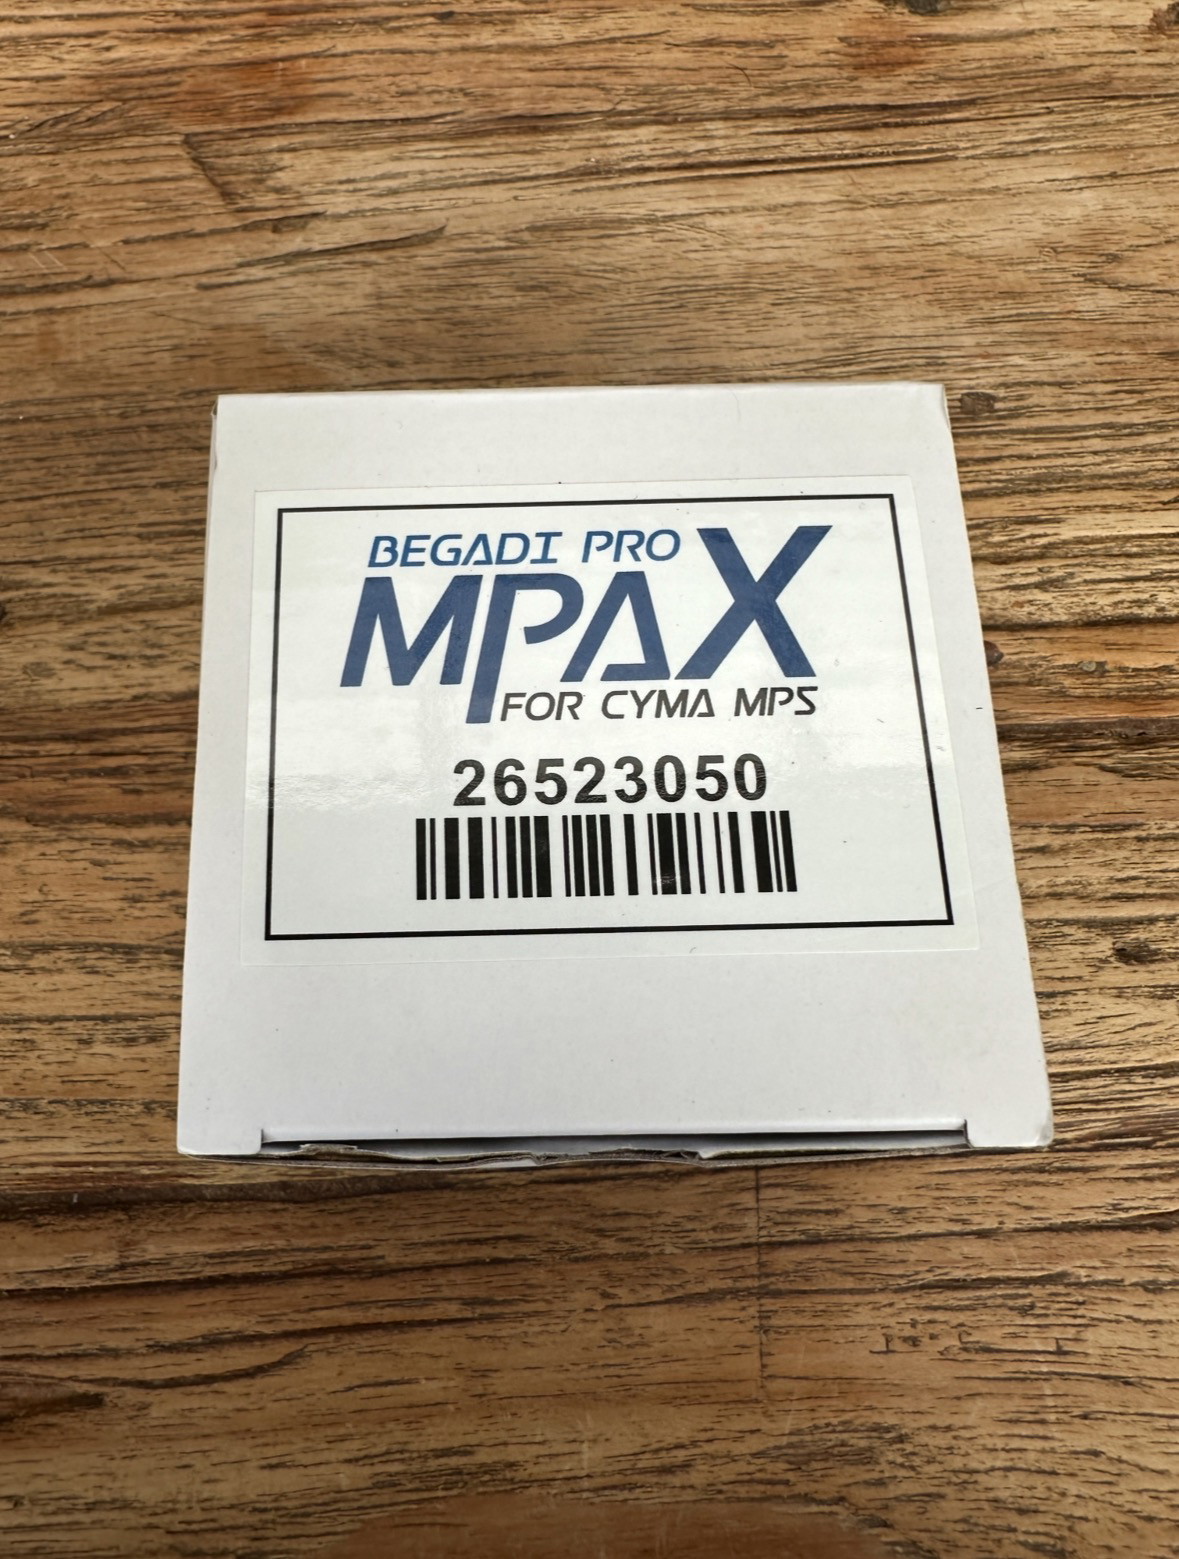 BEGADI PRO
MPAX
FOR CYMA MPS
26523050